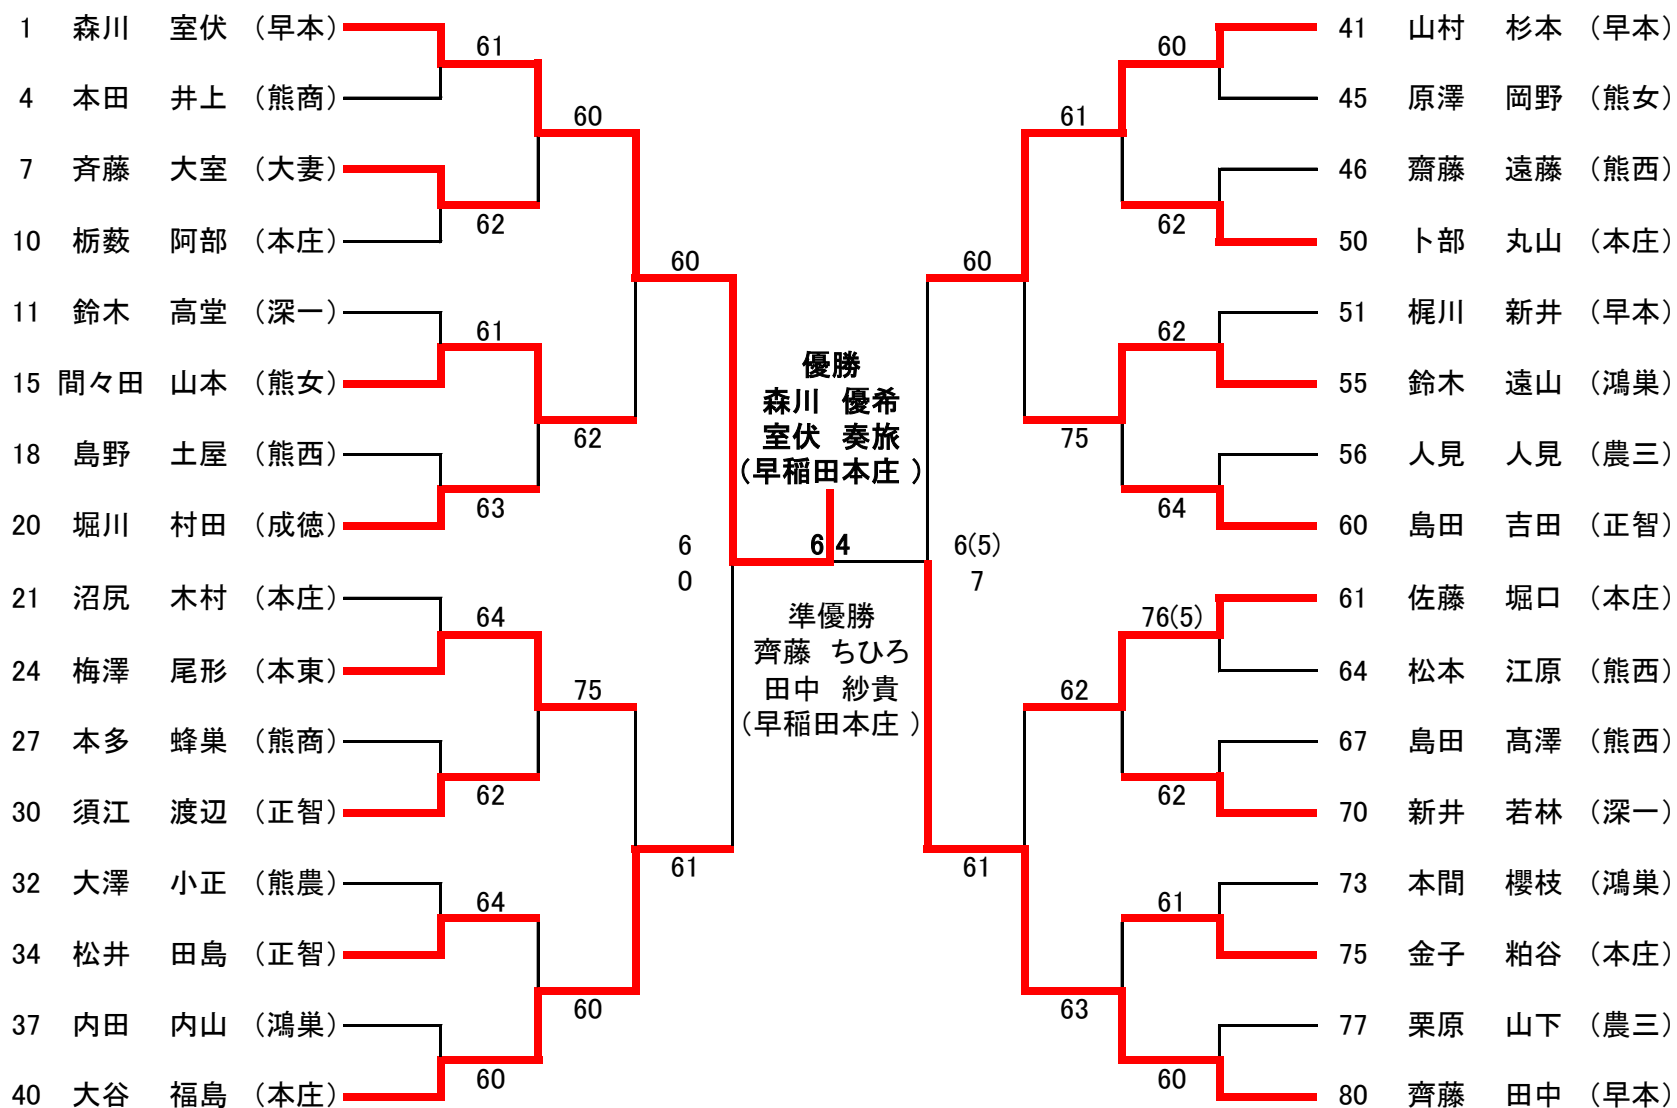 1 森川 室伏 (早本)
61
4 本田 井上 (熊商)
60
7 斉藤 大室 (大妻)
62
10 栃薮 阿部 (本庄)
60
11 鈴木 高堂 (深一)
61
15 間々田 山本 (熊女)
62
18 島野 土屋 (熊西)
63
20 堀川 村田 (成徳)
6
0
21 沼尻 木村 (本庄)
64
24 梅澤 尾形 (本東)
75
27 本多 蜂巣 (熊商)
62
30 須江 渡辺 (正智)
61
32 大澤 小正 (熊農)
64
34 松井 田島 (正智)
60
37 内田 内山 (鴻巣)
60
40 大谷 福島 (本庄)
優勝
森川 優希
室伏 奏旅
(早稲田本庄 )
6 4
準優勝
齊藤 ちひろ
田中 紗貴
(早稲田本庄 )
41 山村 杉本 (早本)
60
45 原澤 岡野 (熊女)
61
46 齋藤 遠藤 (熊西)
62
50 卜部 丸山 (本庄)
60
51 梶川 新井 (早本)
62
55 鈴木 遠山 (鴻巣)
75
56 人見 人見 (農三)
64
60 島田 吉田 (正智)
6(5)
7
61 佐藤 堀口 (本庄)
76(5)
64 松本 江原 (熊西)
62
67 島田 髙澤 (熊西)
62
70 新井 若林 (深一)
61
73 本間 櫻枝 (鴻巣)
61
75 金子 粕谷 (本庄)
63
77 栗原 山下 (農三)
60
80 齊藤 田中 (早本)